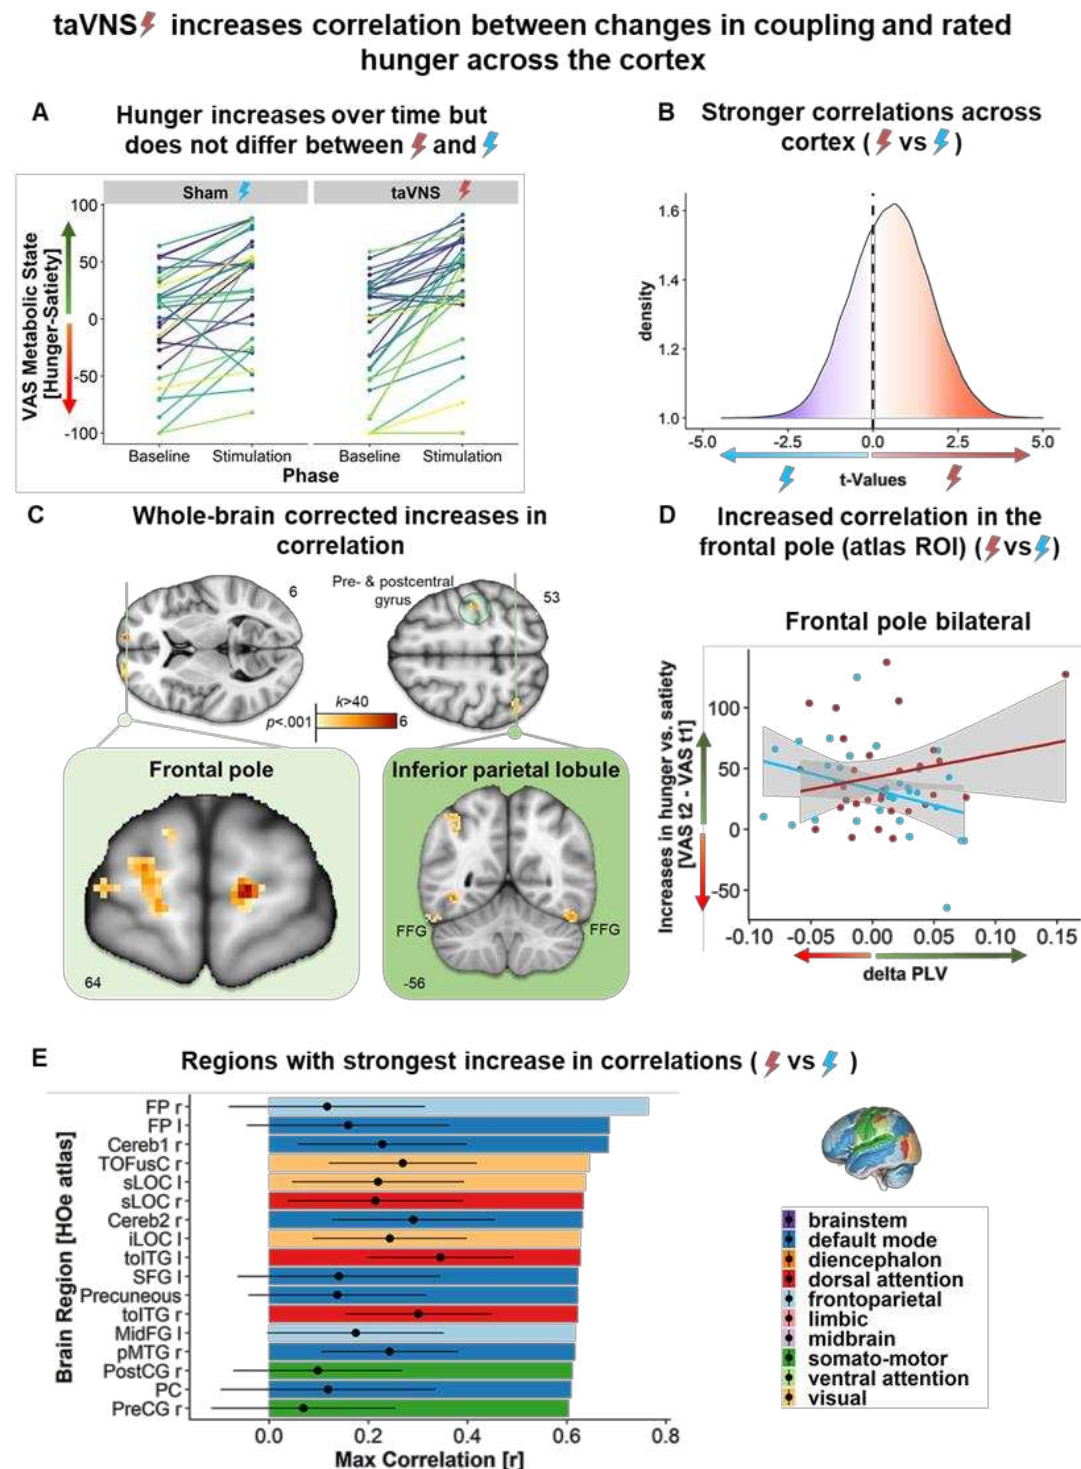 taVNS increases correlation between changes in coupling and rated
hunger across the cortex
A
Hunger increases over time but
does not differ between and
Sham
taVNS
VAS Metabolic State
[Hunger-Satiety]
100
50
0
-50
-100
Baseline
Stimulation
Baseline
Stimulation
Phase
B
Stronger correlations across
cortex ( vs )
density
1.6
1.4
1.2
1.0
-5.0
-2.5
0.0
2.5
5.0
t-Values
C
Whole-brain corrected increases in
correlation
6
Pre- & postcentral
gyrus
53
k>40
p<.001
6
Frontal pole
64
Inferior parietal lobule
FFG
FFG
-56
D
Increased correlation in the
frontal pole (atlas ROI) ( vs )
Frontal pole bilateral
Increases in hunger vs. satiety
[VAS t2 - VAS t1]
100
50
0
-50
-0.10
-0.05
0.00
0.05
0.10
0.15
delta PLV
E
Regions with strongest increase in correlations ( vs )
Brain Region [HOe atlas]
FP r
FP l
Cereb1 r
TOFusC r
sLOC l
sLOC r
Cereb2 r
iLOC l
toITG l
SFG l
Precuneous
toITG r
MidFG l
pMTG r
PostCG r
PC
PreCG r
0.0
0.2
0.4
0.6
0.8
Max Correlation [r]
brainstem
default mode
diencephalon
dorsal attention
frontoparietal
limbic
midbrain
somato-motor
ventral attention
visual